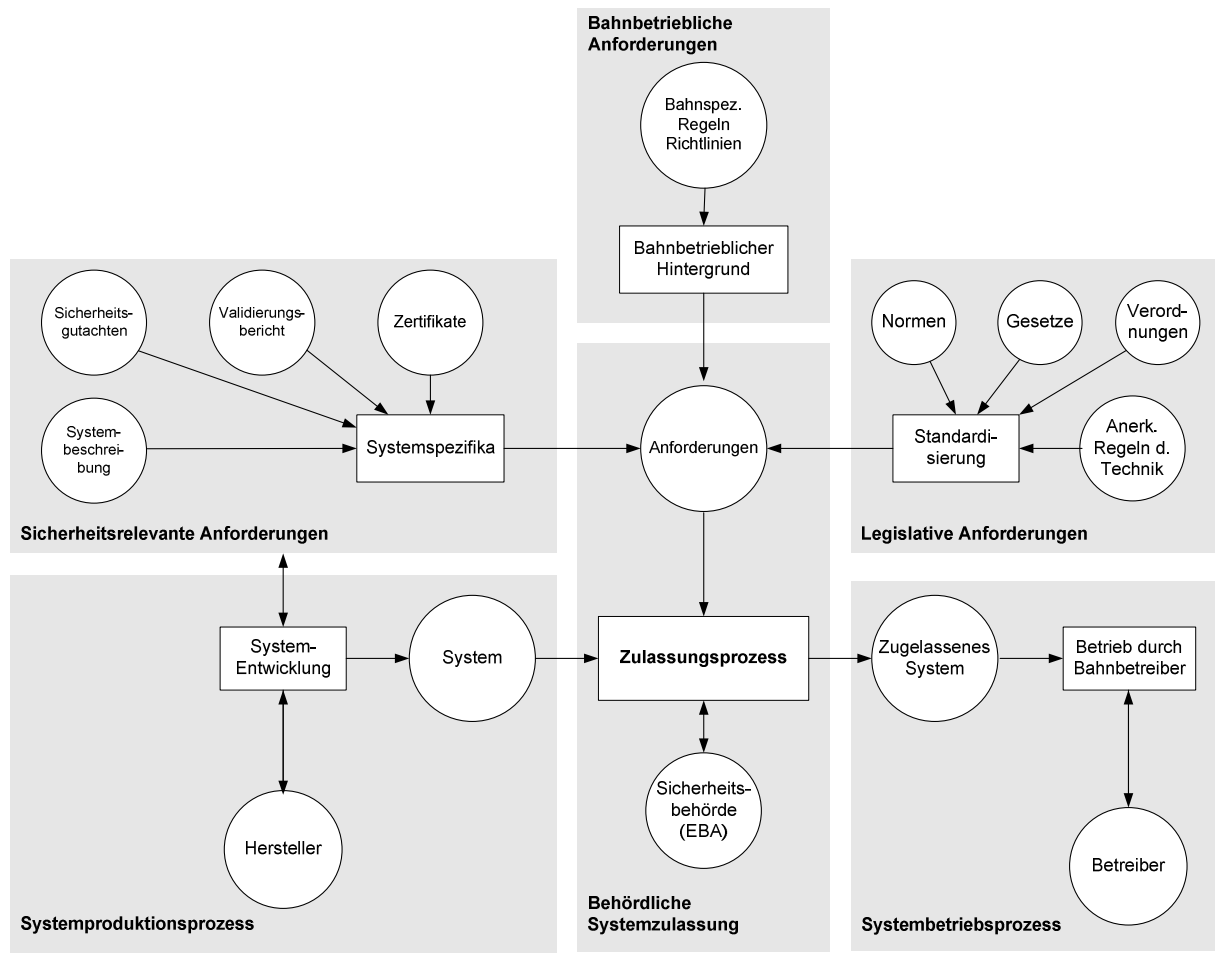 Bahnbetriebliche
Anforderungen
Bahnspez.
Regeln
Richtlinien
Bahnbetrieblicher
Hintergrund
Sicherheits-
gutachten
Validierungs-
bericht
Zertifikate
System-
beschrei-
bung
Systemspezifika
Sicherheitsrelevante Anforderungen
Anforderungen
Normen
Gesetze
Verord-
nungen
Standardi-
sierung
Anerk.
Regeln d.
Technik
Legislative Anforderungen
System-
Entwicklung
System
Hersteller
Systemproduktionsprozess
Zulassungsprozess
Sicherheits-
behörde
(EBA)
Behördliche
Systemzulassung
Zugelassenes
System
Betrieb durch
Bahnbetreiber
Betreiber
Systembetriebsprozess